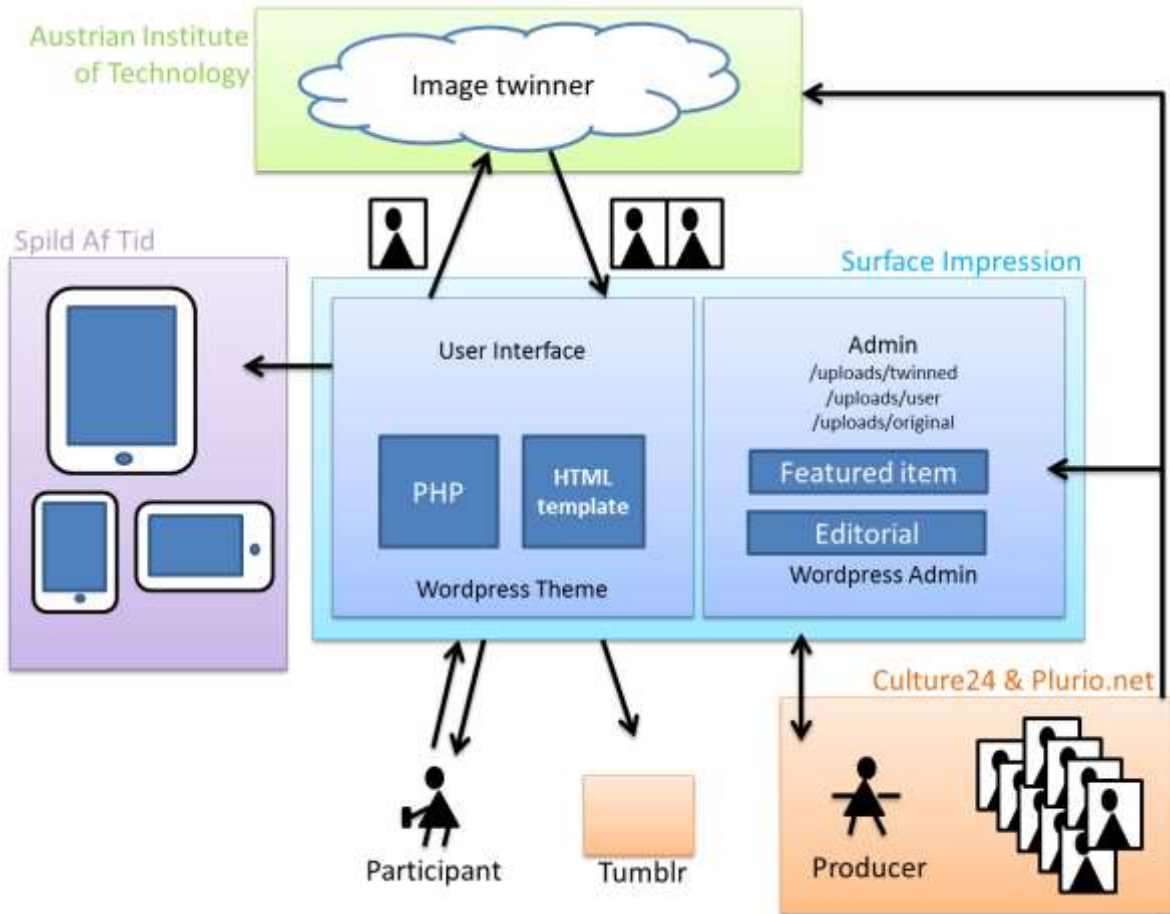 Austrian Institute
of Technology
Image twinner
Spild Af Tid
Surface Impression
User Interface
PHP
HTML
template
Wordpress Theme
Admin
/uploads/twinned
/uploads/user
/uploads/original
Featured item
Editorial
Wordpress Admin
Culture24 & Plurio.net
Participant
Tumblr
Producer